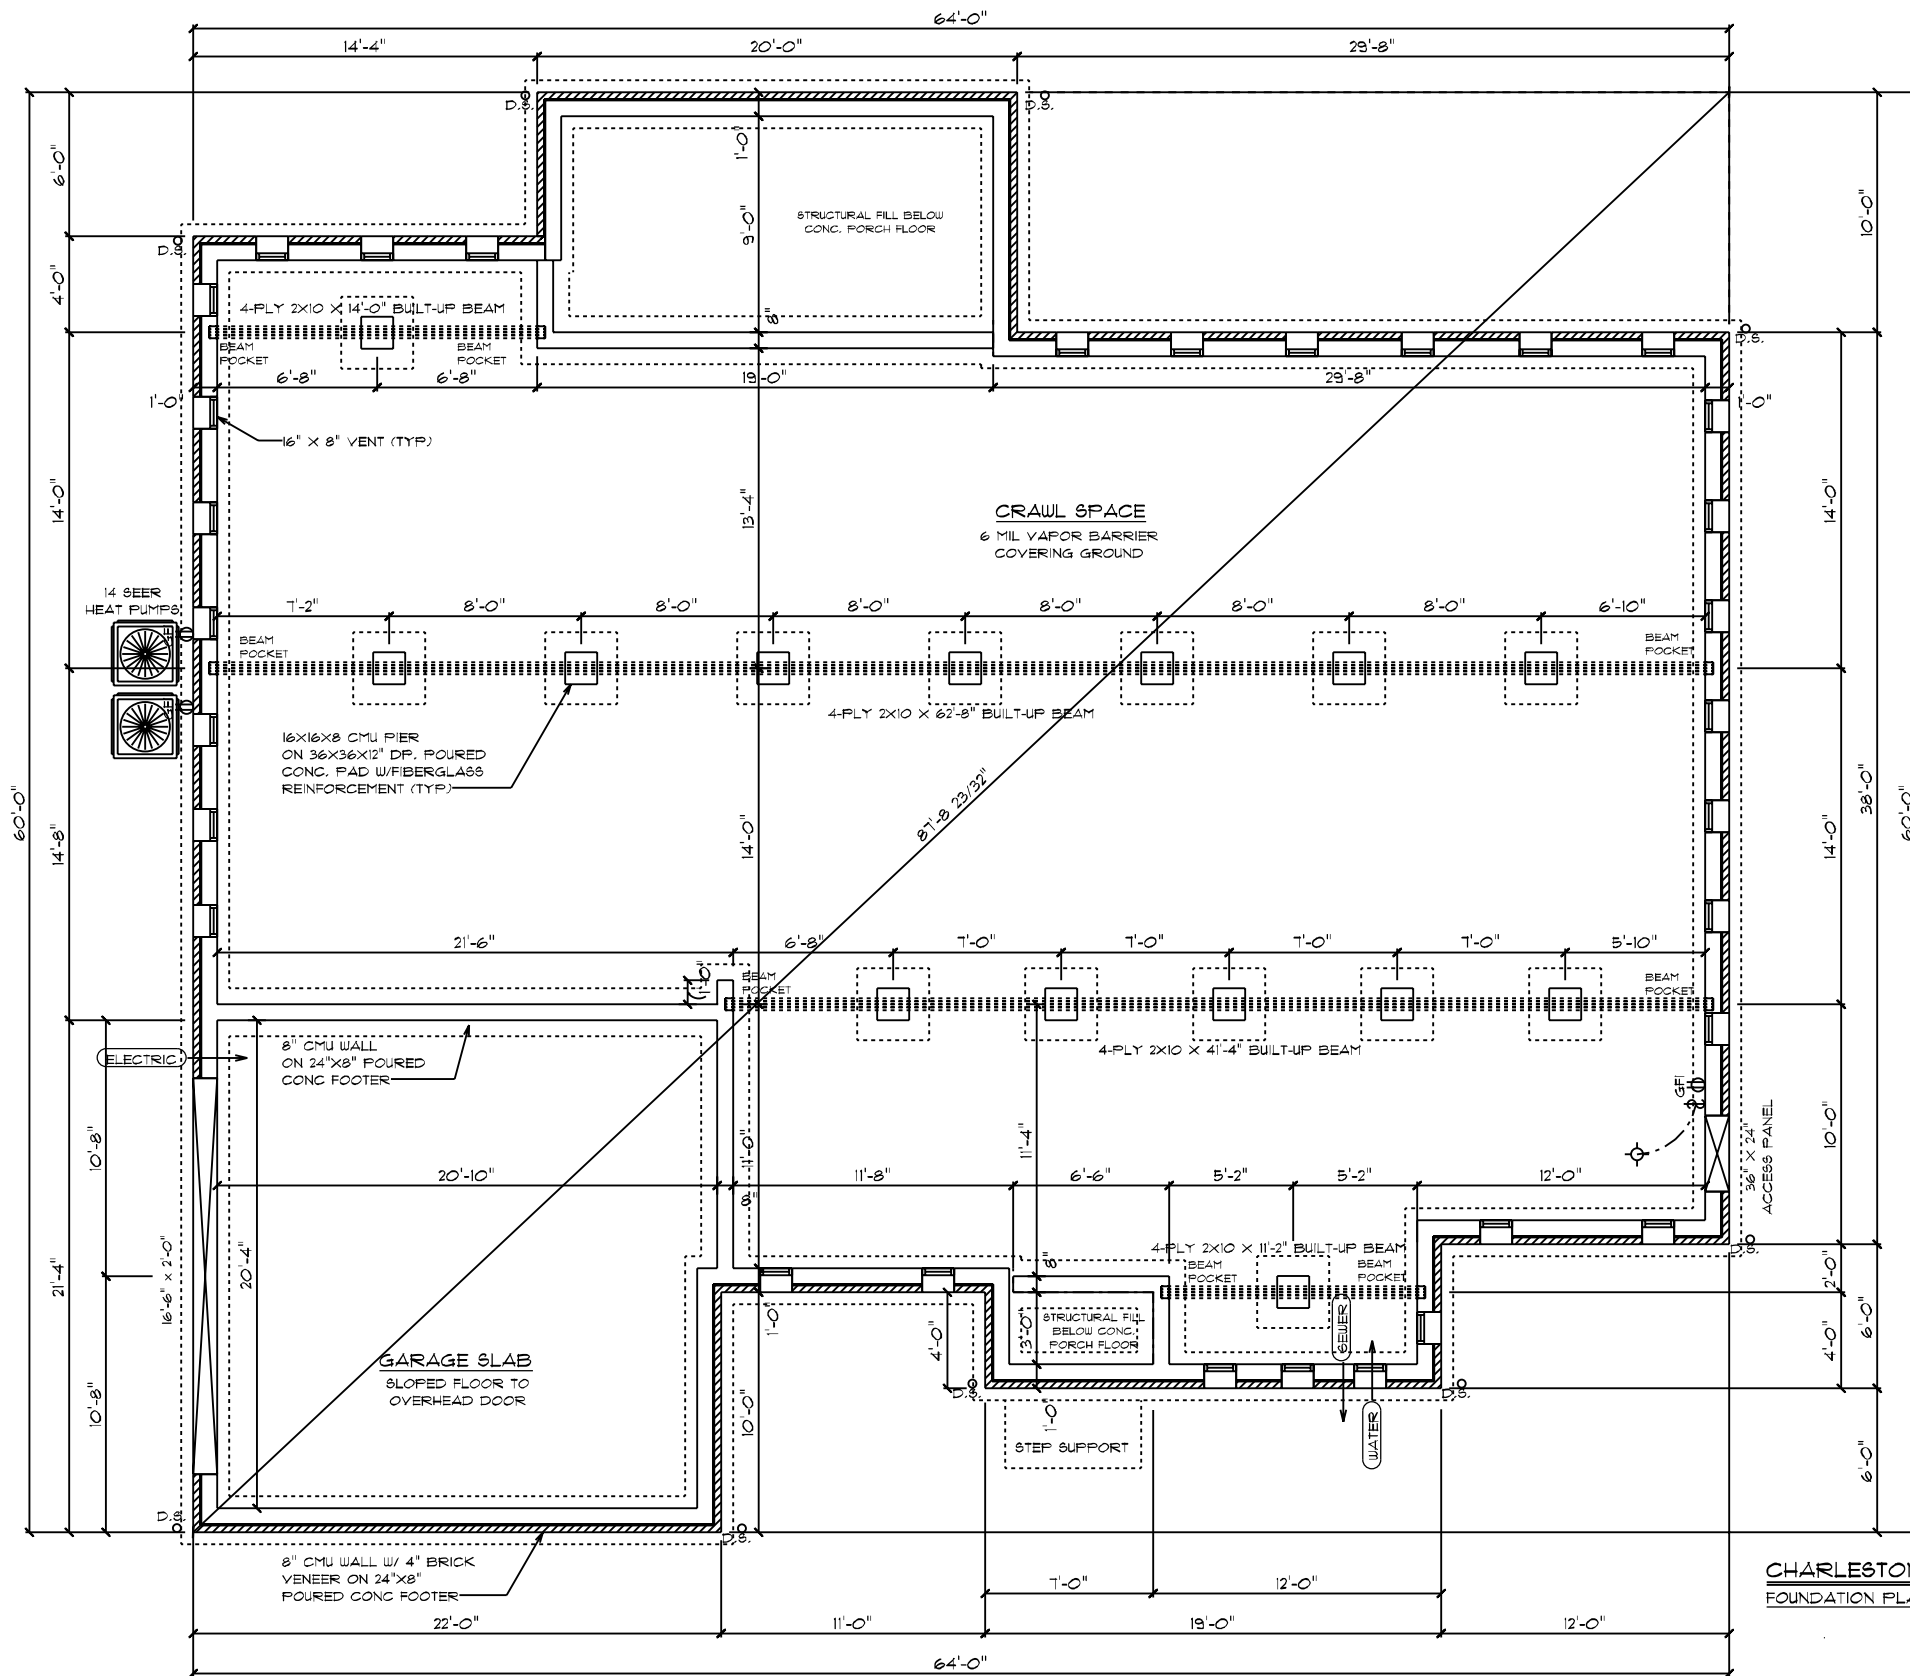 64'-0"
14'-4"
20'-0"
29'-8"
D.S.
D.S.
6'-0"
1'-0"
9'-0"
STRUCTURAL FILL BELOW
CONC. PORCH FLOOR
10'-0"
D.S.
4'-0"
4-PLY 2X10 X 14'-0" BUILT-UP BEAM
8"
D.S.
BEAM
POCKET
BEAM
POCKET
6'-8"
6'-8"
19'-0"
29'-8"
1'-0"
1'-0"
16" X 8" VENT (TYP)
14'-0"
13'-4"
14'-0"
CRAWL SPACE
6 MIL VAPOR BARRIER
COVERING GROUND
14 SEER
HEAT PUMPS
7'-2"
8'-0"
8'-0"
8'-0"
8'-0"
8'-0"
8'-0"
6'-10"
GFI
BEAM
POCKET
BEAM
POCKET
GFI
4-PLY 2X10 X 62'-8" BUILT-UP BEAM
16X16X8 CMU PIER
ON 36X36X12" DP. POURED
CONC. PAD W/FIBERGLASS
REINFORCEMENT (TYP)
87'-8 23/32"
60'-0"
14'-8"
14'-0"
14'-0"
38'-0"
60'-0"
21'-6"
6'-8"
7'-0"
7'-0"
7'-0"
7'-0"
5'-10"
1'-0"
BEAM
POCKET
BEAM
POCKET
ELECTRIC
8" CMU WALL
ON 24"X8" POURED
CONC FOOTER
4-PLY 2X10 X 41'-4" BUILT-UP BEAM
GFI
10'-8"
11'-0"
11'-4"
36" X 24"
ACCESS PANEL
10'-0"
20'-10"
8"
11'-8"
6'-6"
5'-2"
5'-2"
12'-0"
21'-4"
16'-6" X 2'-0"
20'-4"
8"
4-PLY 2X10 X 11'-2" BUILT-UP BEAM
BEAM
POCKET
BEAM
POCKET
D.S.
2'-0"
1'-0"
4'-0"
3'-0"
STRUCTURAL FILL
BELOW CONC.
PORCH FLOOR
SEWER
4'-0"
6'-0"
GARAGE SLAB
SLOPED FLOOR TO
OVERHEAD DOOR
10'-8"
D.S.
D.S.
10'-0"
1'-0"
STEP SUPPORT
WATER
6'-0"
D.S.
D.S.
8" CMU WALL W/ 4" BRICK
VENEER ON 24"X8"
POURED CONC FOOTER
7'-0"
12'-0"
CHARLESTON
FOUNDATION PLA
22'-0"
11'-0"
19'-0"
12'-0"
64'-0"